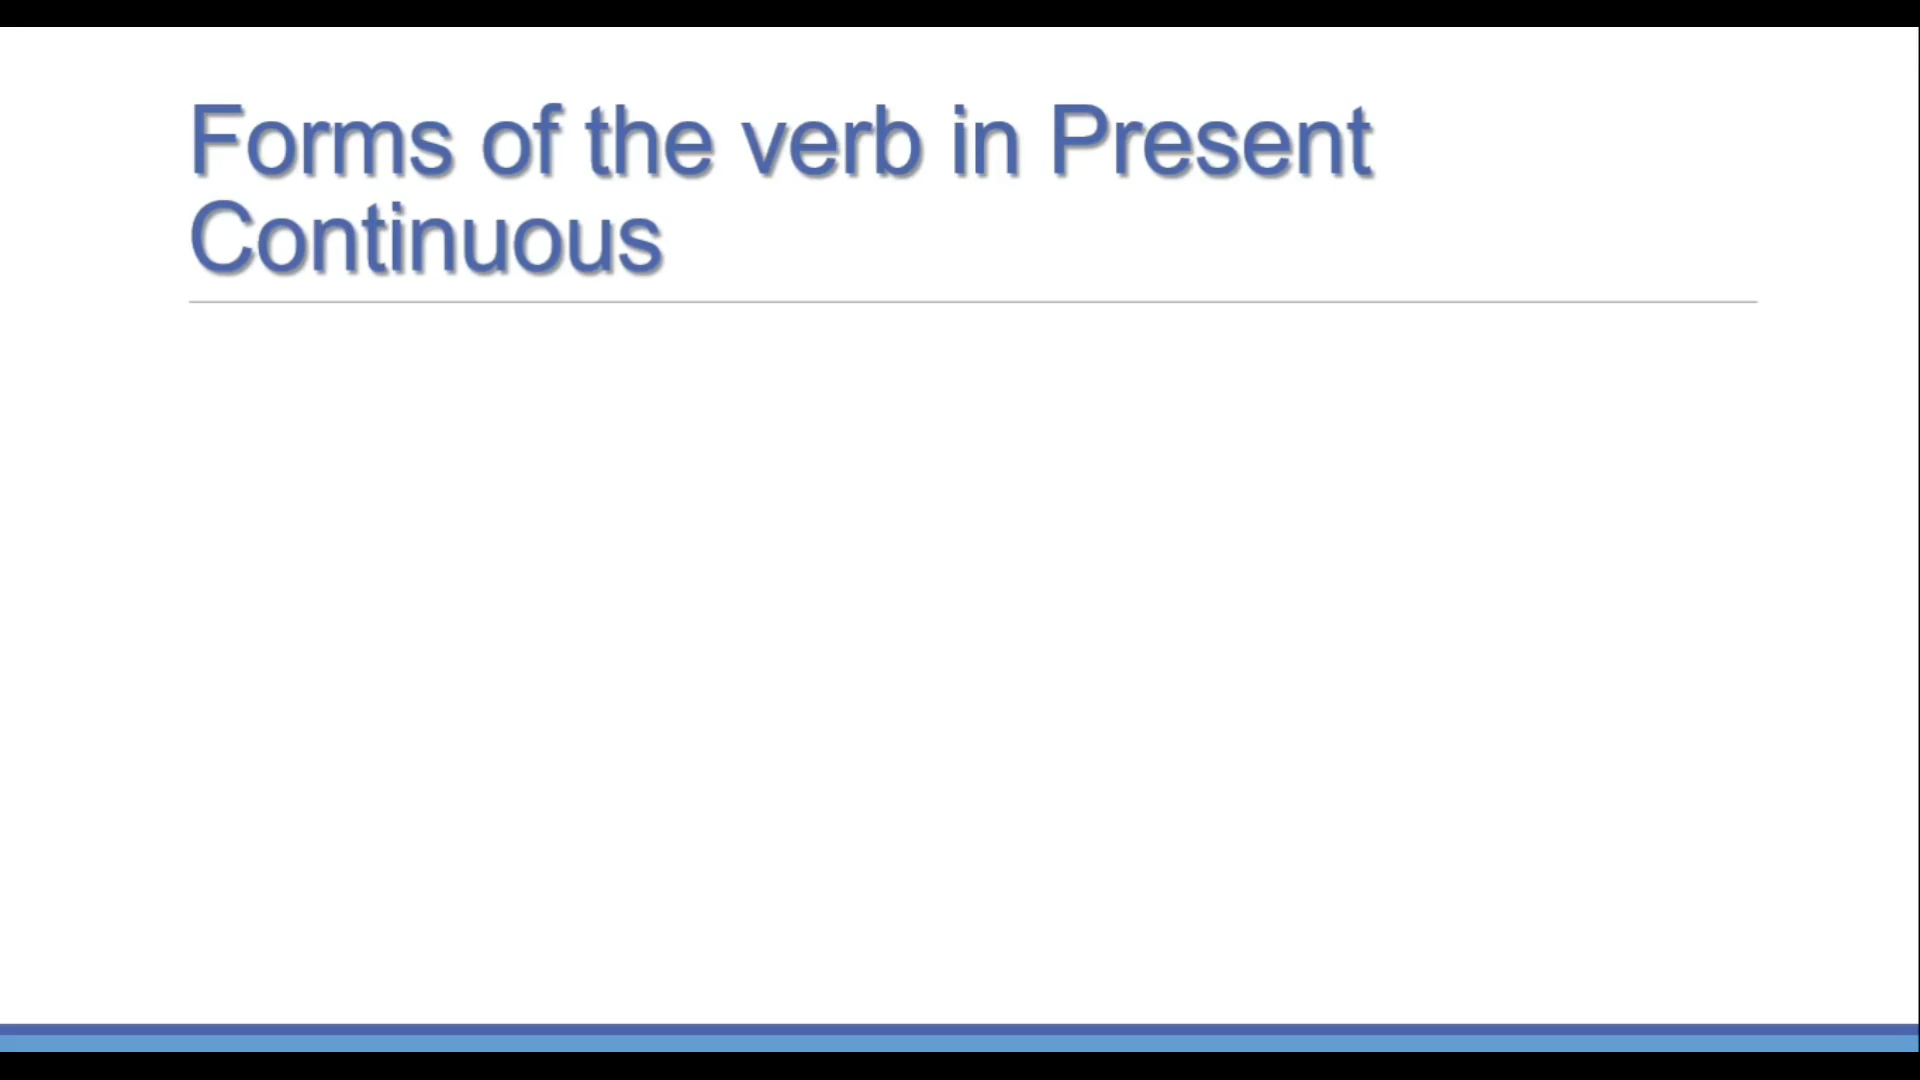 Forms of the verb in Present
Continuous